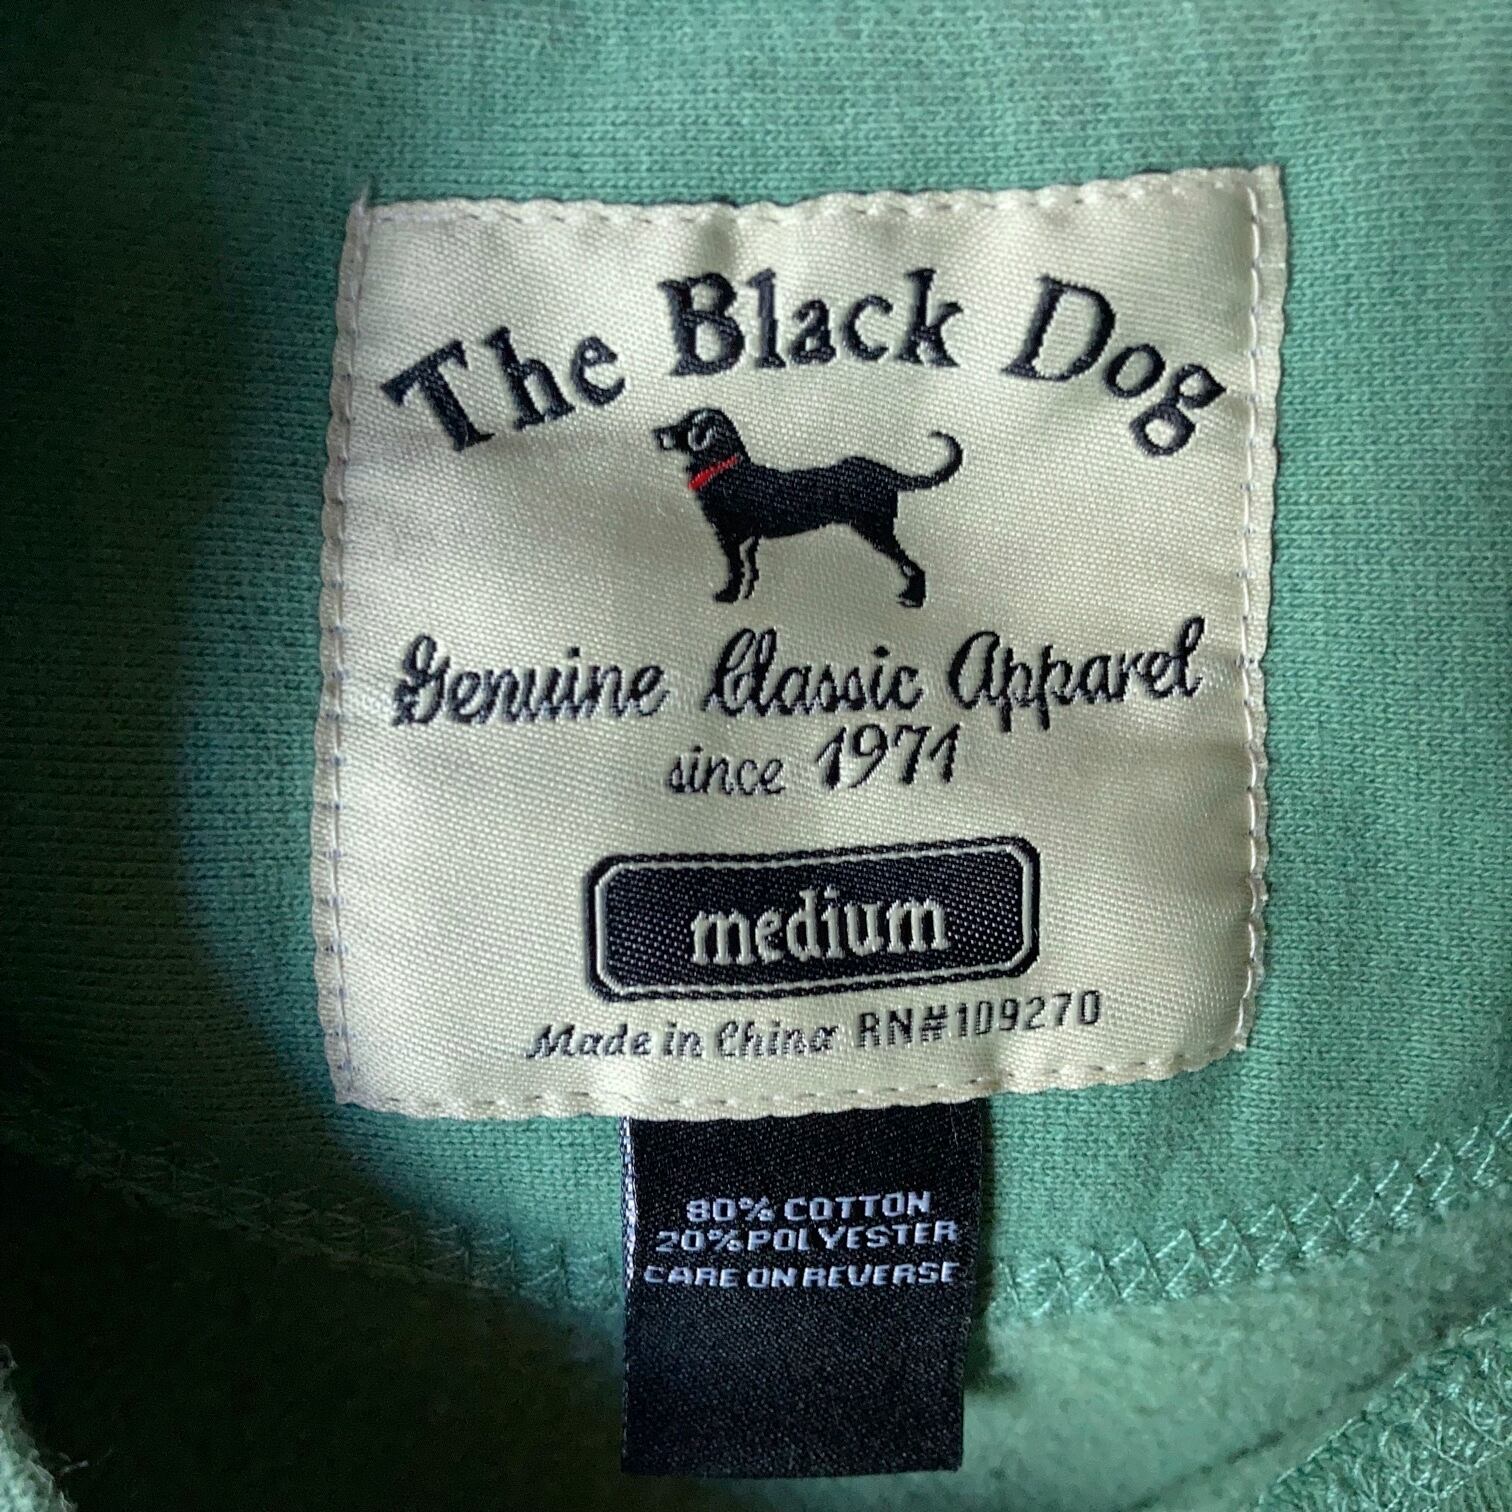 The Black Dog
Genuine Classic Apparel
since 1971
medium
Made in China RN#109270
80% COTTON
20% POLYESTER
CARE ON REVERSE